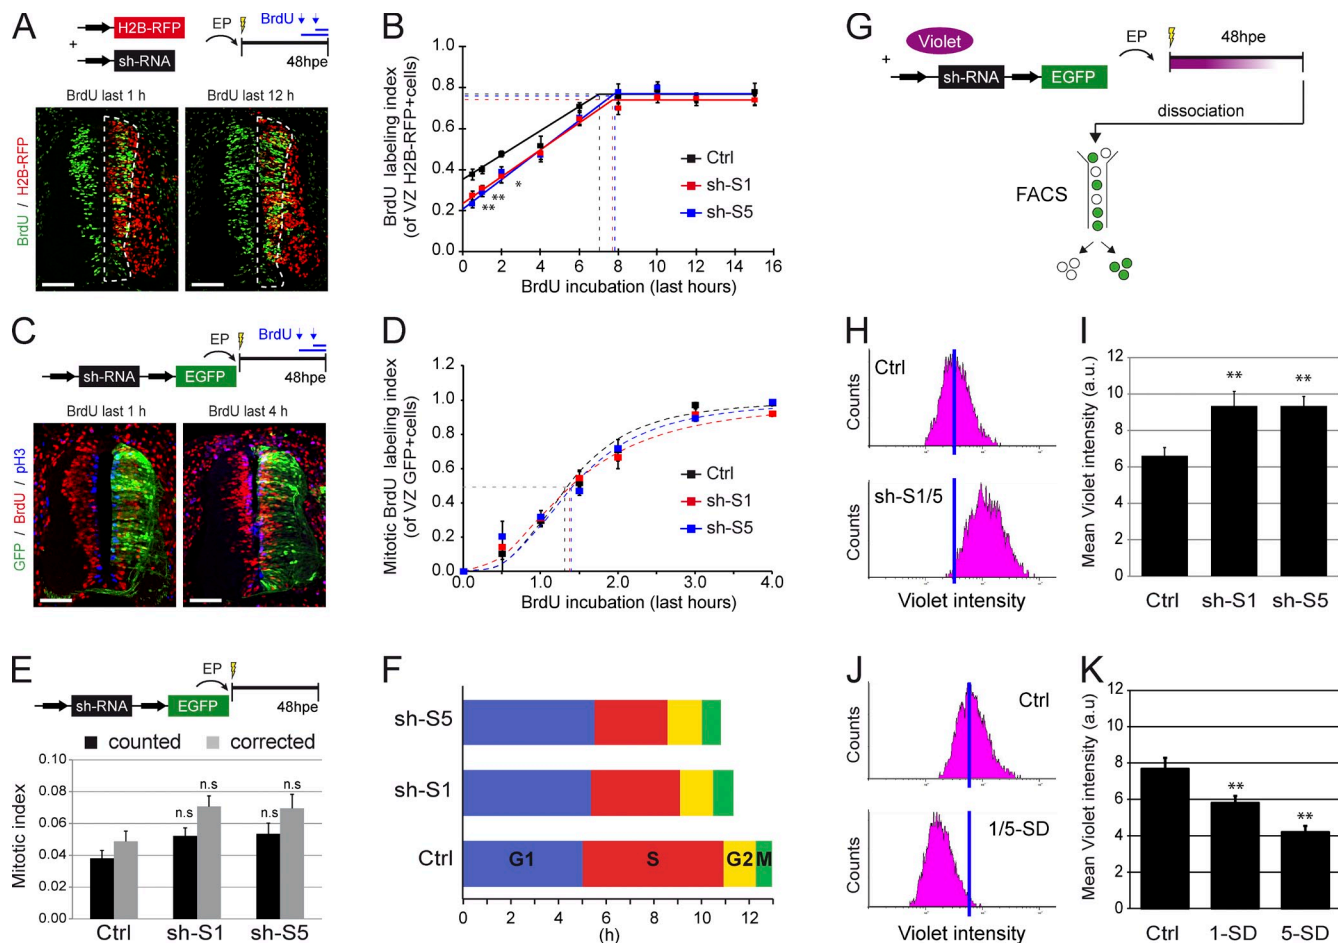 A
H2B-RFP
+
sh-RNA
EP
BrdU
48hpe
BrdU last 1 h
BrdU last 12 h
BrdU / H2B-RFP
B
BrdU labeling index
(of VZ H2B-RFP+cells)
1.0
0.8
0.6
0.4
0.2
0.0
0 2 4 6 8 10 12 14 16
BrdU incubation (last hours)
Ctrl
sh-S1
sh-S5
**
**
*
C
EP
BrdU
sh-RNA
EGFP
48hpe
BrdU last 1 h
BrdU last 4 h
GFP / BrdU / pH3
D
Mitotic BrdU labeling index
(of VZ GFP+cells)
1.2
1.0
0.8
0.6
0.4
0.2
0.0
0.0 1.0 2.0 3.0 4.0
BrdU incubation (last hours)
Ctrl
sh-S1
sh-S5
E
EP
sh-RNA
EGFP
48hpe
counted
corrected
Mitotic index
0.10
0.08
0.06
0.04
0.02
0.00
n.s
n.s
n.s
n.s
Ctrl sh-S1 sh-S5
F
sh-S5
sh-S1
Ctrl
G1 S G2 M
0 2 4 6 8 10 12
(h)
G
Violet
+
sh-RNA
EGFP
EP
48hpe
dissociation
FACS
H
Ctrl
Counts
sh-S1/5
Counts
Violet intensity
I
Mean Violet intensity (a.u.)
12
10
8
6
4
2
0
**
**
Ctrl sh-S1 sh-S5
J
Ctrl
Counts
1/5-SD
Counts
Violet intensity
K
Mean Violet intensity (a.u)
12
10
8
6
4
2
0
**
**
Ctrl 1-SD 5-SD